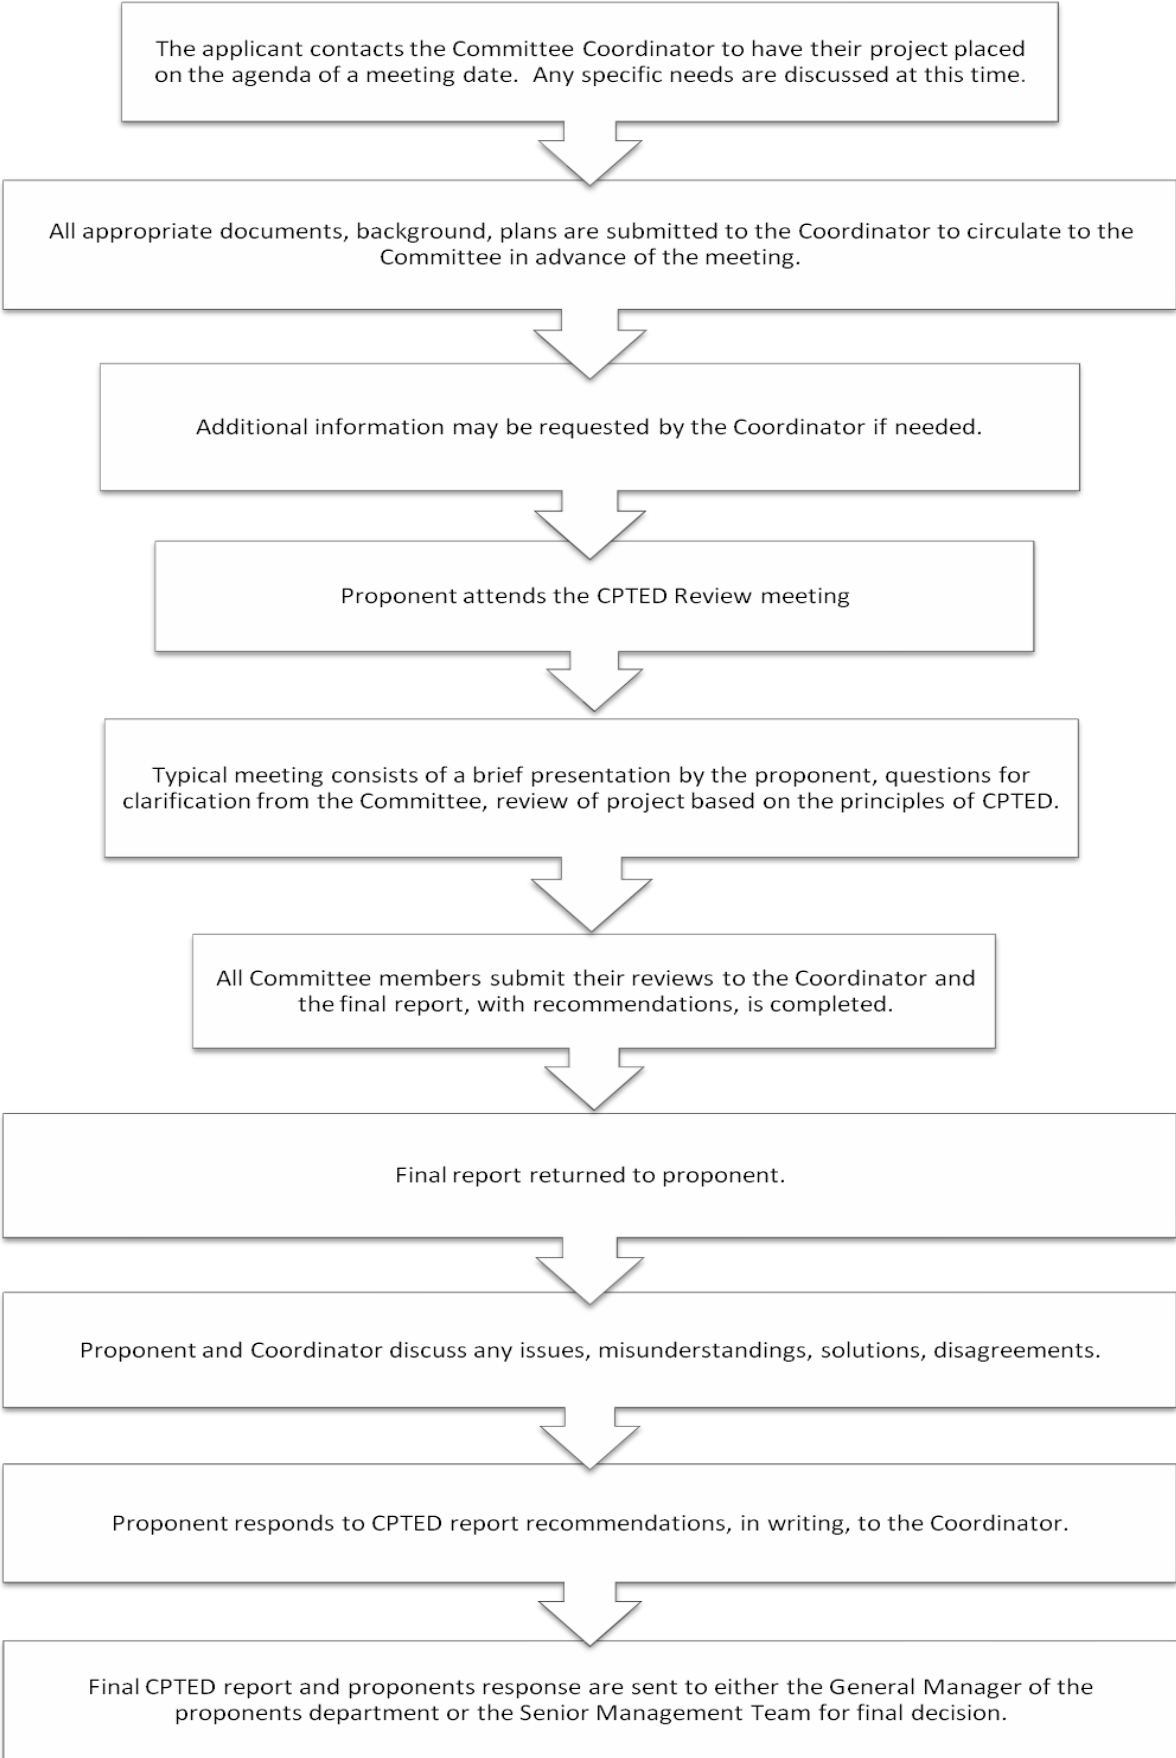 The applicant contacts the Committee Coordinator to have their project placed
on the agenda of a meeting date.  Any specific needs are discussed at this time.
All appropriate documents, background, plans are submitted to the Coordinator to circulate to the
Committee in advance of the meeting.
Additional information may be requested by the Coordinator if needed.
Proponent attends the CPTED Review meeting
Typical meeting consists of a brief presentation by the proponent, questions for
clarification from the Committee, review of project based on the principles of CPTED.
All Committee members submit their reviews to the Coordinator and
the final report, with recommendations, is completed.
Final report returned to proponent.
Proponent and Coordinator discuss any issues, misunderstandings, solutions, disagreements.
Proponent responds to CPTED report recommendations, in writing, to the Coordinator.
Final CPTED report and proponents response are sent to either the General Manager of the
proponents department or the Senior Management Team for final decision.